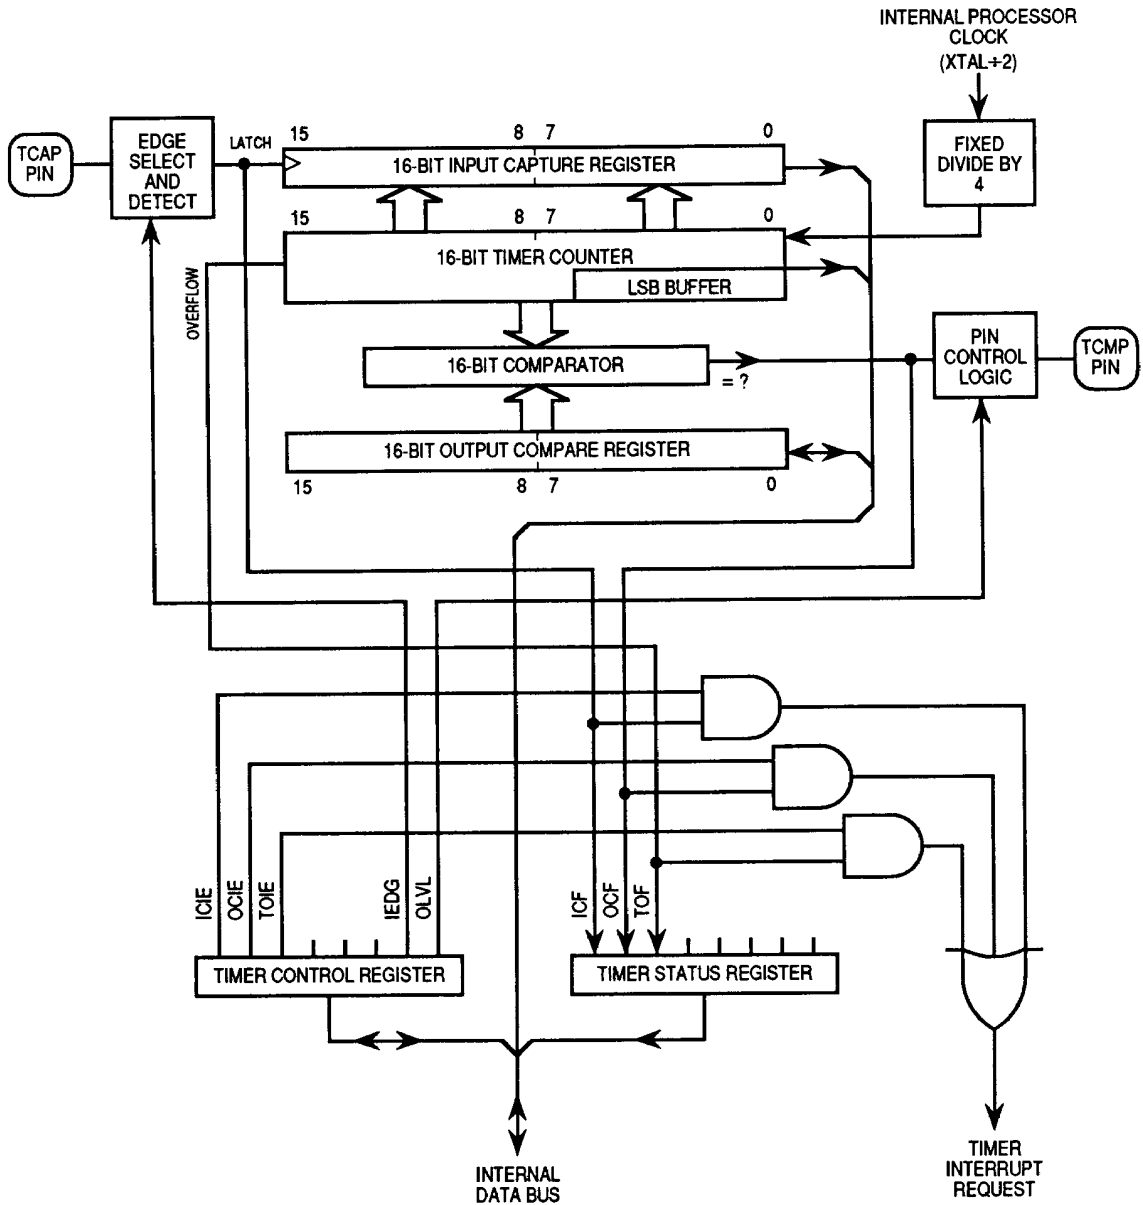 INTERNAL PROCESSOR
CLOCK
(XTAL÷2)
TCAP
PIN
EDGE
SELECT
AND
DETECT
LATCH
15
8
7
0
16-BIT INPUT CAPTURE REGISTER
FIXED
DIVIDE BY
4
15
8
7
0
16-BIT TIMER COUNTER
LSB BUFFER
OVERFLOW
16-BIT COMPARATOR
= ?
PIN
CONTROL
LOGIC
TCMP
PIN
16-BIT OUTPUT COMPARE REGISTER
15
8
7
0
ICIE
OCIE
TOIE
IEDG
OLVL
ICF
OCF
TOF
TIMER CONTROL REGISTER
TIMER STATUS REGISTER
INTERNAL
DATA BUS
TIMER
INTERRUPT
REQUEST